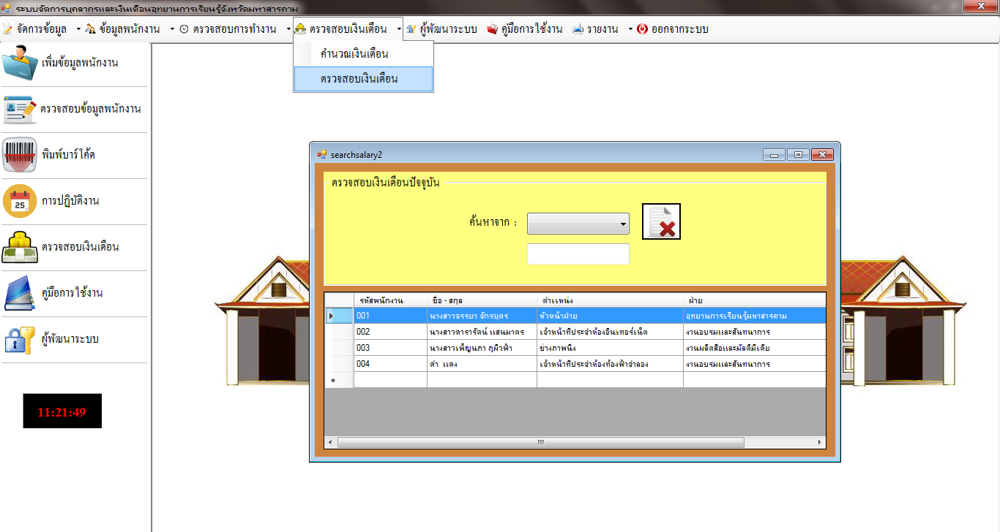 ระบบจัดการบุคลากรและเงินเดือนอุทยานการเรียนรู้จังหวัดมหาสารคาม
จัดการข้อมูล ข้อมูลพนักงาน ตรวจสอบการทำงาน ตรวจสอบเงินเดือน ผู้พัฒนาระบบ คู่มือการใช้งาน รายงาน ออกจากระบบ
คำนวณเงินเดือน
ตรวจสอบเงินเดือน
เพิ่มข้อมูลพนักงาน
ตรวจสอบข้อมูลพนักงาน
พิมพ์บาร์โค้ด
25
การปฏิบัติงาน
ตรวจสอบเงินเดือน
คู่มือการใช้งาน
ผู้พัฒนาระบบ
11:21:49
searchsalary2
ตรวจสอบเงินเดือนปัจจุบัน
ค้นหาจาก :
รหัสพนักงาน ชื่อ - สกุล ตำแหน่ง ฝ่าย
001 นางสาวจรรยา จักรบุตร หัวหน้าฝ่าย อุทยานการเรียนรู้มหาสารคาม
002 นางสาวดารารัตน์ แสนมาตร เจ้าหน้าที่ประจำห้องอินเทอร์เน็ต งานอบรมและสันทนาการ
003 นางสาวเพ็ญนภา ภูผิวฟ้า ช่างภาพนิ่ง งานผลิตสื่อและมัลติมิเดีย
004 ดำ แดง เจ้าหน้าที่ประจำห้องท้องฟ้าจำลอง งานอบรมและสันทนาการ